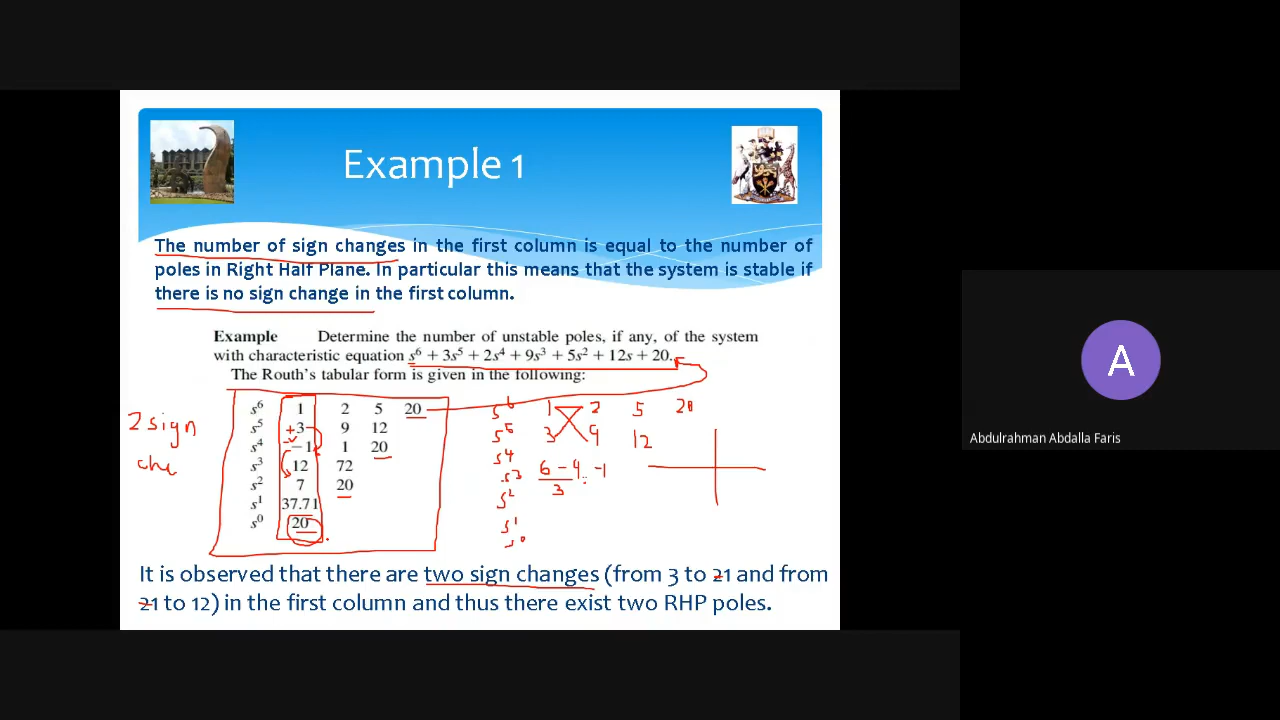 Example 1
The number of sign changes in the first column is equal to the number of
poles in Right Half Plane. In particular this means that the system is stable if
there is no sign change in the first column.
Example Determine the number of unstable poles, if any, of the system
with characteristic equation s⁶ + 3s⁵ + 2s⁴ + 9s³ + 5s² + 12s + 20.
The Routh's tabular form is given in the following:
s⁶ 1 2 5 20
s⁵ +3 9 12
s⁴ −1 1 20
s³ 12 72
s² 7 20
s¹ 37.71
s⁰ 20
2 sign
che
s⁶ 1 2 5 20
s⁵ 3 9 12
s⁴
s³ 6 - 9 -1
3
s²
s¹
s⁰
A
Abdulrahman Abdalla Faris
It is observed that there are two sign changes (from 3 to 21 and from
21 to 12) in the first column and thus there exist two RHP poles.